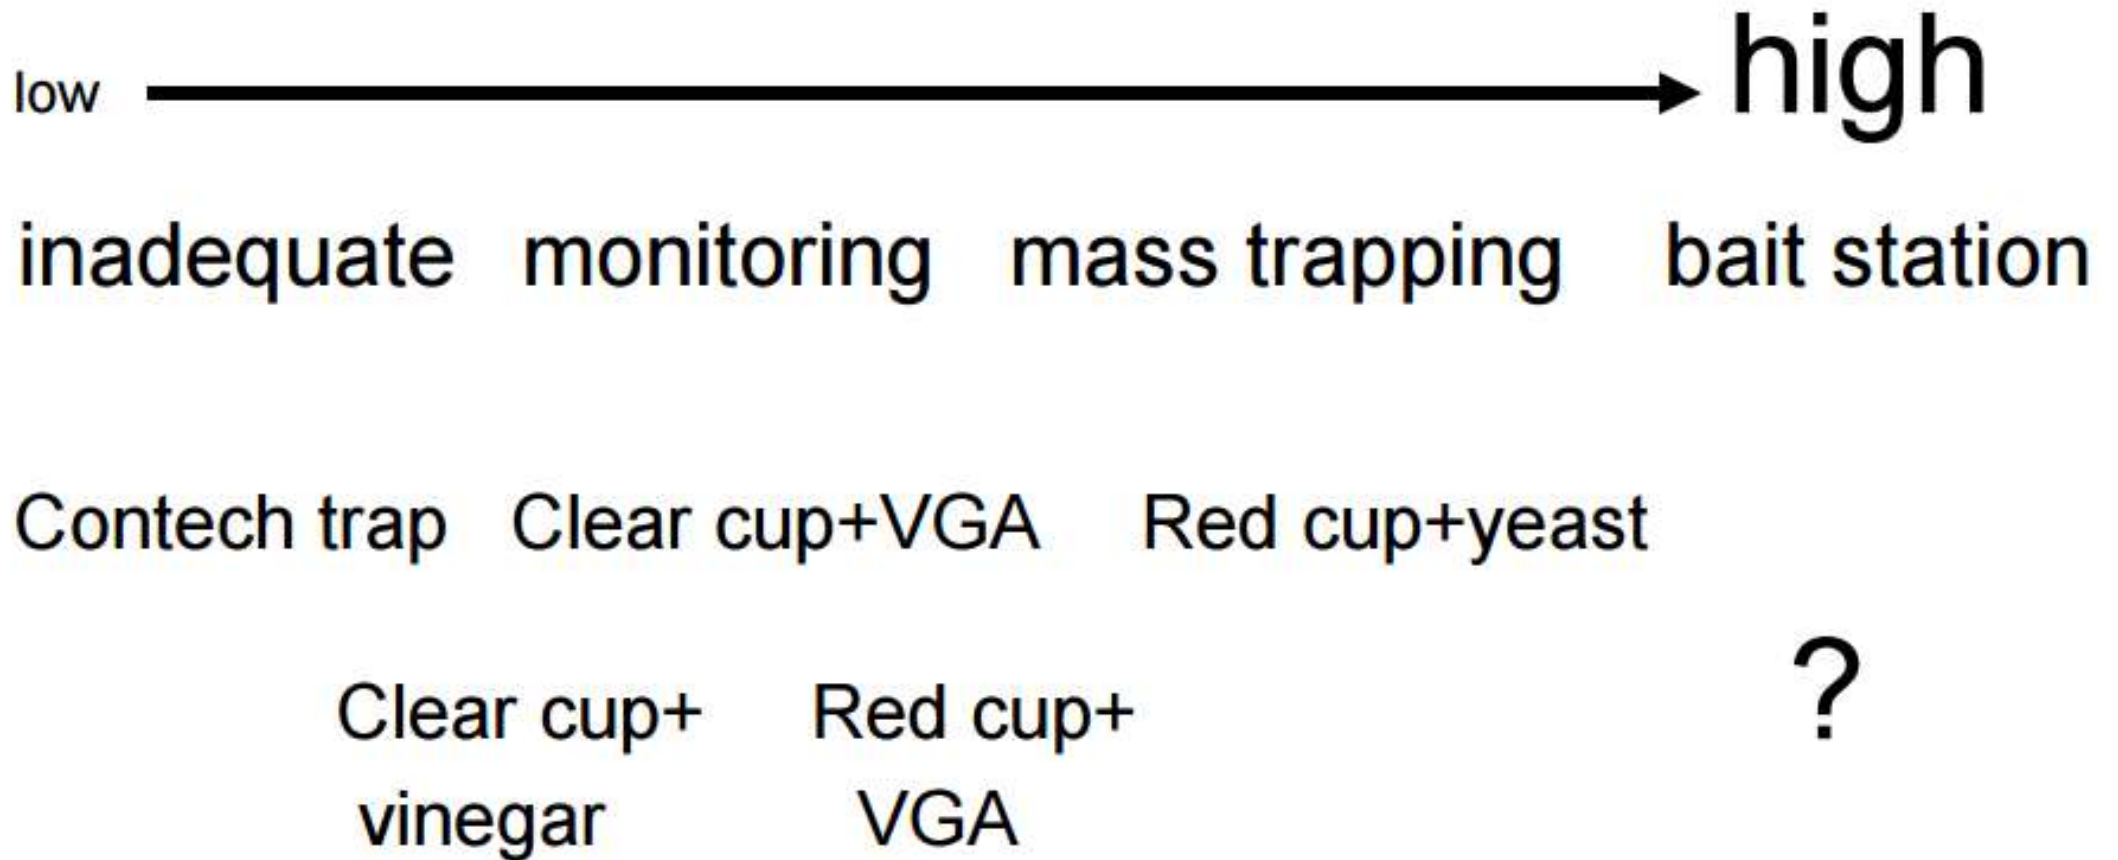 low high
inadequate monitoring mass trapping bait station
Contech trap Clear cup+VGA Red cup+yeast
Clear cup+ Red cup+ ?
vinegar VGA